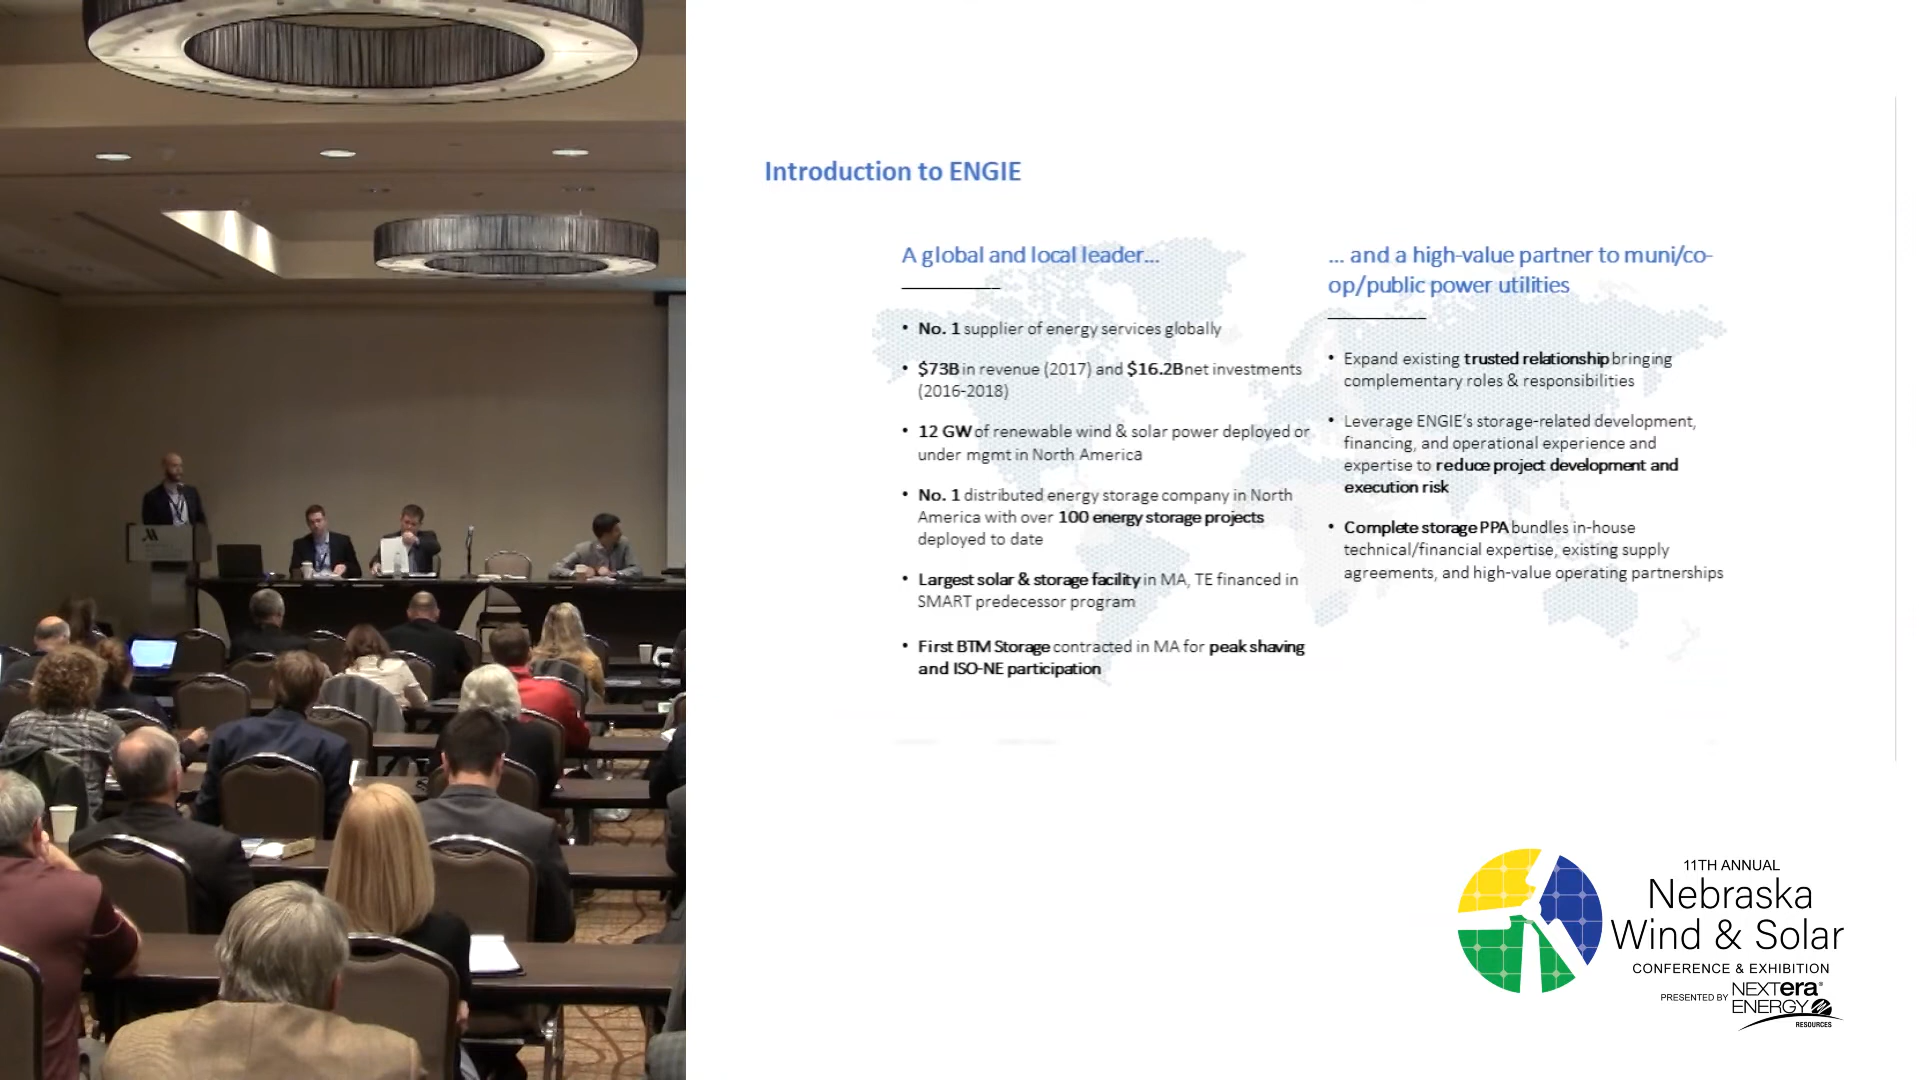 Introduction to ENGIE
A global and local leader...
• No. 1 supplier of energy services globally
• $73B in revenue (2017) and $16.2B net investments
(2016-2018)
• 12 GW of renewable wind & solar power deployed or
under mgmt in North America
• No. 1 distributed energy storage company in North
America with over 100 energy storage projects
deployed to date
• Largest solar & storage facility in MA, TE financed in
SMART predecessor program
• First BTM Storage contracted in MA for peak shaving
and ISO-NE participation
... and a high-value partner to muni/co-
op/public power utilities
• Expand existing trusted relationship bringing
complementary roles & responsibilities
• Leverage ENGIE's storage-related development,
financing, and operational experience and
expertise to reduce project development and
execution risk
• Complete storage PPA bundles in-house
technical/financial expertise, existing supply
agreements, and high-value operating partnerships
11TH ANNUAL
Nebraska
Wind & Solar
CONFERENCE & EXHIBITION
PRESENTED BY NEXTera®
ENERGY
RESOURCES